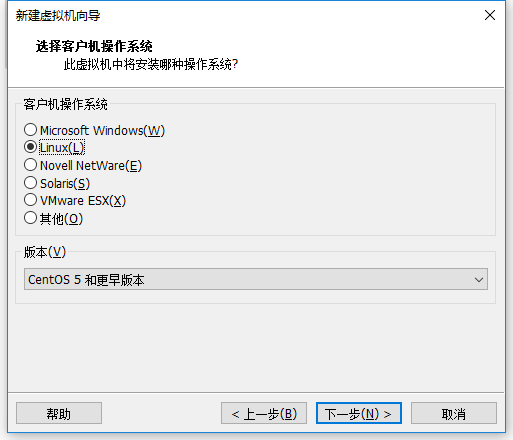 新建虚拟机向导
选择客户机操作系统
此虚拟机中将安装哪种操作系统?
客户机操作系统
Microsoft Windows(W)
Linux(L)
Novell NetWare(E)
Solaris(S)
VMware ESX(X)
其他(O)
版本(V)
CentOS 5 和更早版本
帮助
< 上一步(B)
下一步(N) >
取消